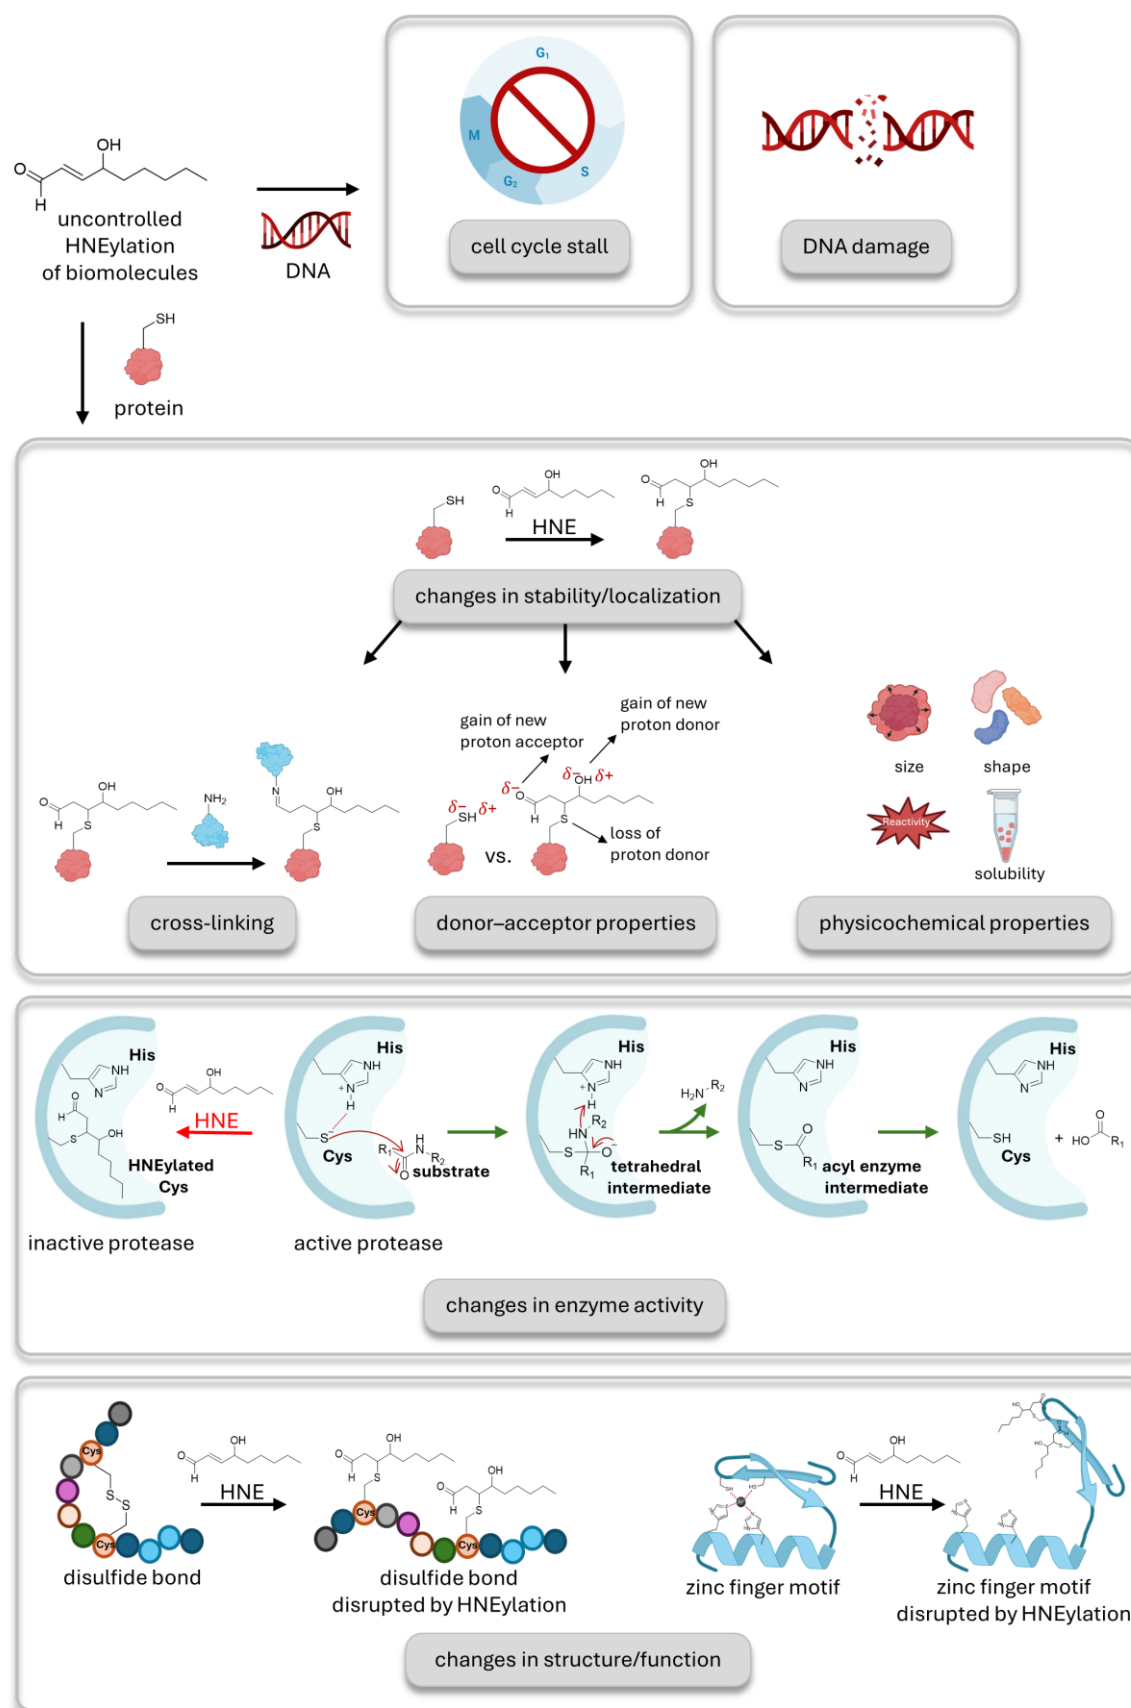 G₁
M
G₂
S
cell cycle stall
DNA damage
OH
O
H
uncontrolled
HNEylation
of biomolecules
DNA
SH
protein
SH
O
H
OH
HNE
O
H
OH
S
changes in stability/localization
O
H
OH
S
NH₂
N
OH
S
cross-linking
gain of new
proton acceptor
gain of new
proton donor
δ− SH δ+
vs.
δ−
O
H
δ− OH δ+
S
loss of
proton donor
donor–acceptor properties
size
shape
Reactivity
solubility
physicochemical properties
His
NH
N
O
H
OH
S
HNEylated
Cys
O
H
OH
HNE
inactive protease
His
NH
N
+
H
S−
Cys
R₁
O
H
N
R₂
substrate
active protease
His
NH
N
+
H
HN
R₂
S
O−
R₁
tetrahedral
intermediate
H₂N
R₂
His
NH
N
S
O
R₁
acyl enzyme
intermediate
His
NH
N
SH
Cys
+
O
HO
R₁
changes in enzyme activity
Cys
S
S
Cys
disulfide bond
O
H
OH
HNE
O
H
OH
S
O
H
OH
S
Cys
Cys
disulfide bond
disrupted by HNEylation
SH
HS
zinc finger motif
O
H
OH
HNE
zinc finger motif
disrupted by HNEylation
changes in structure/function